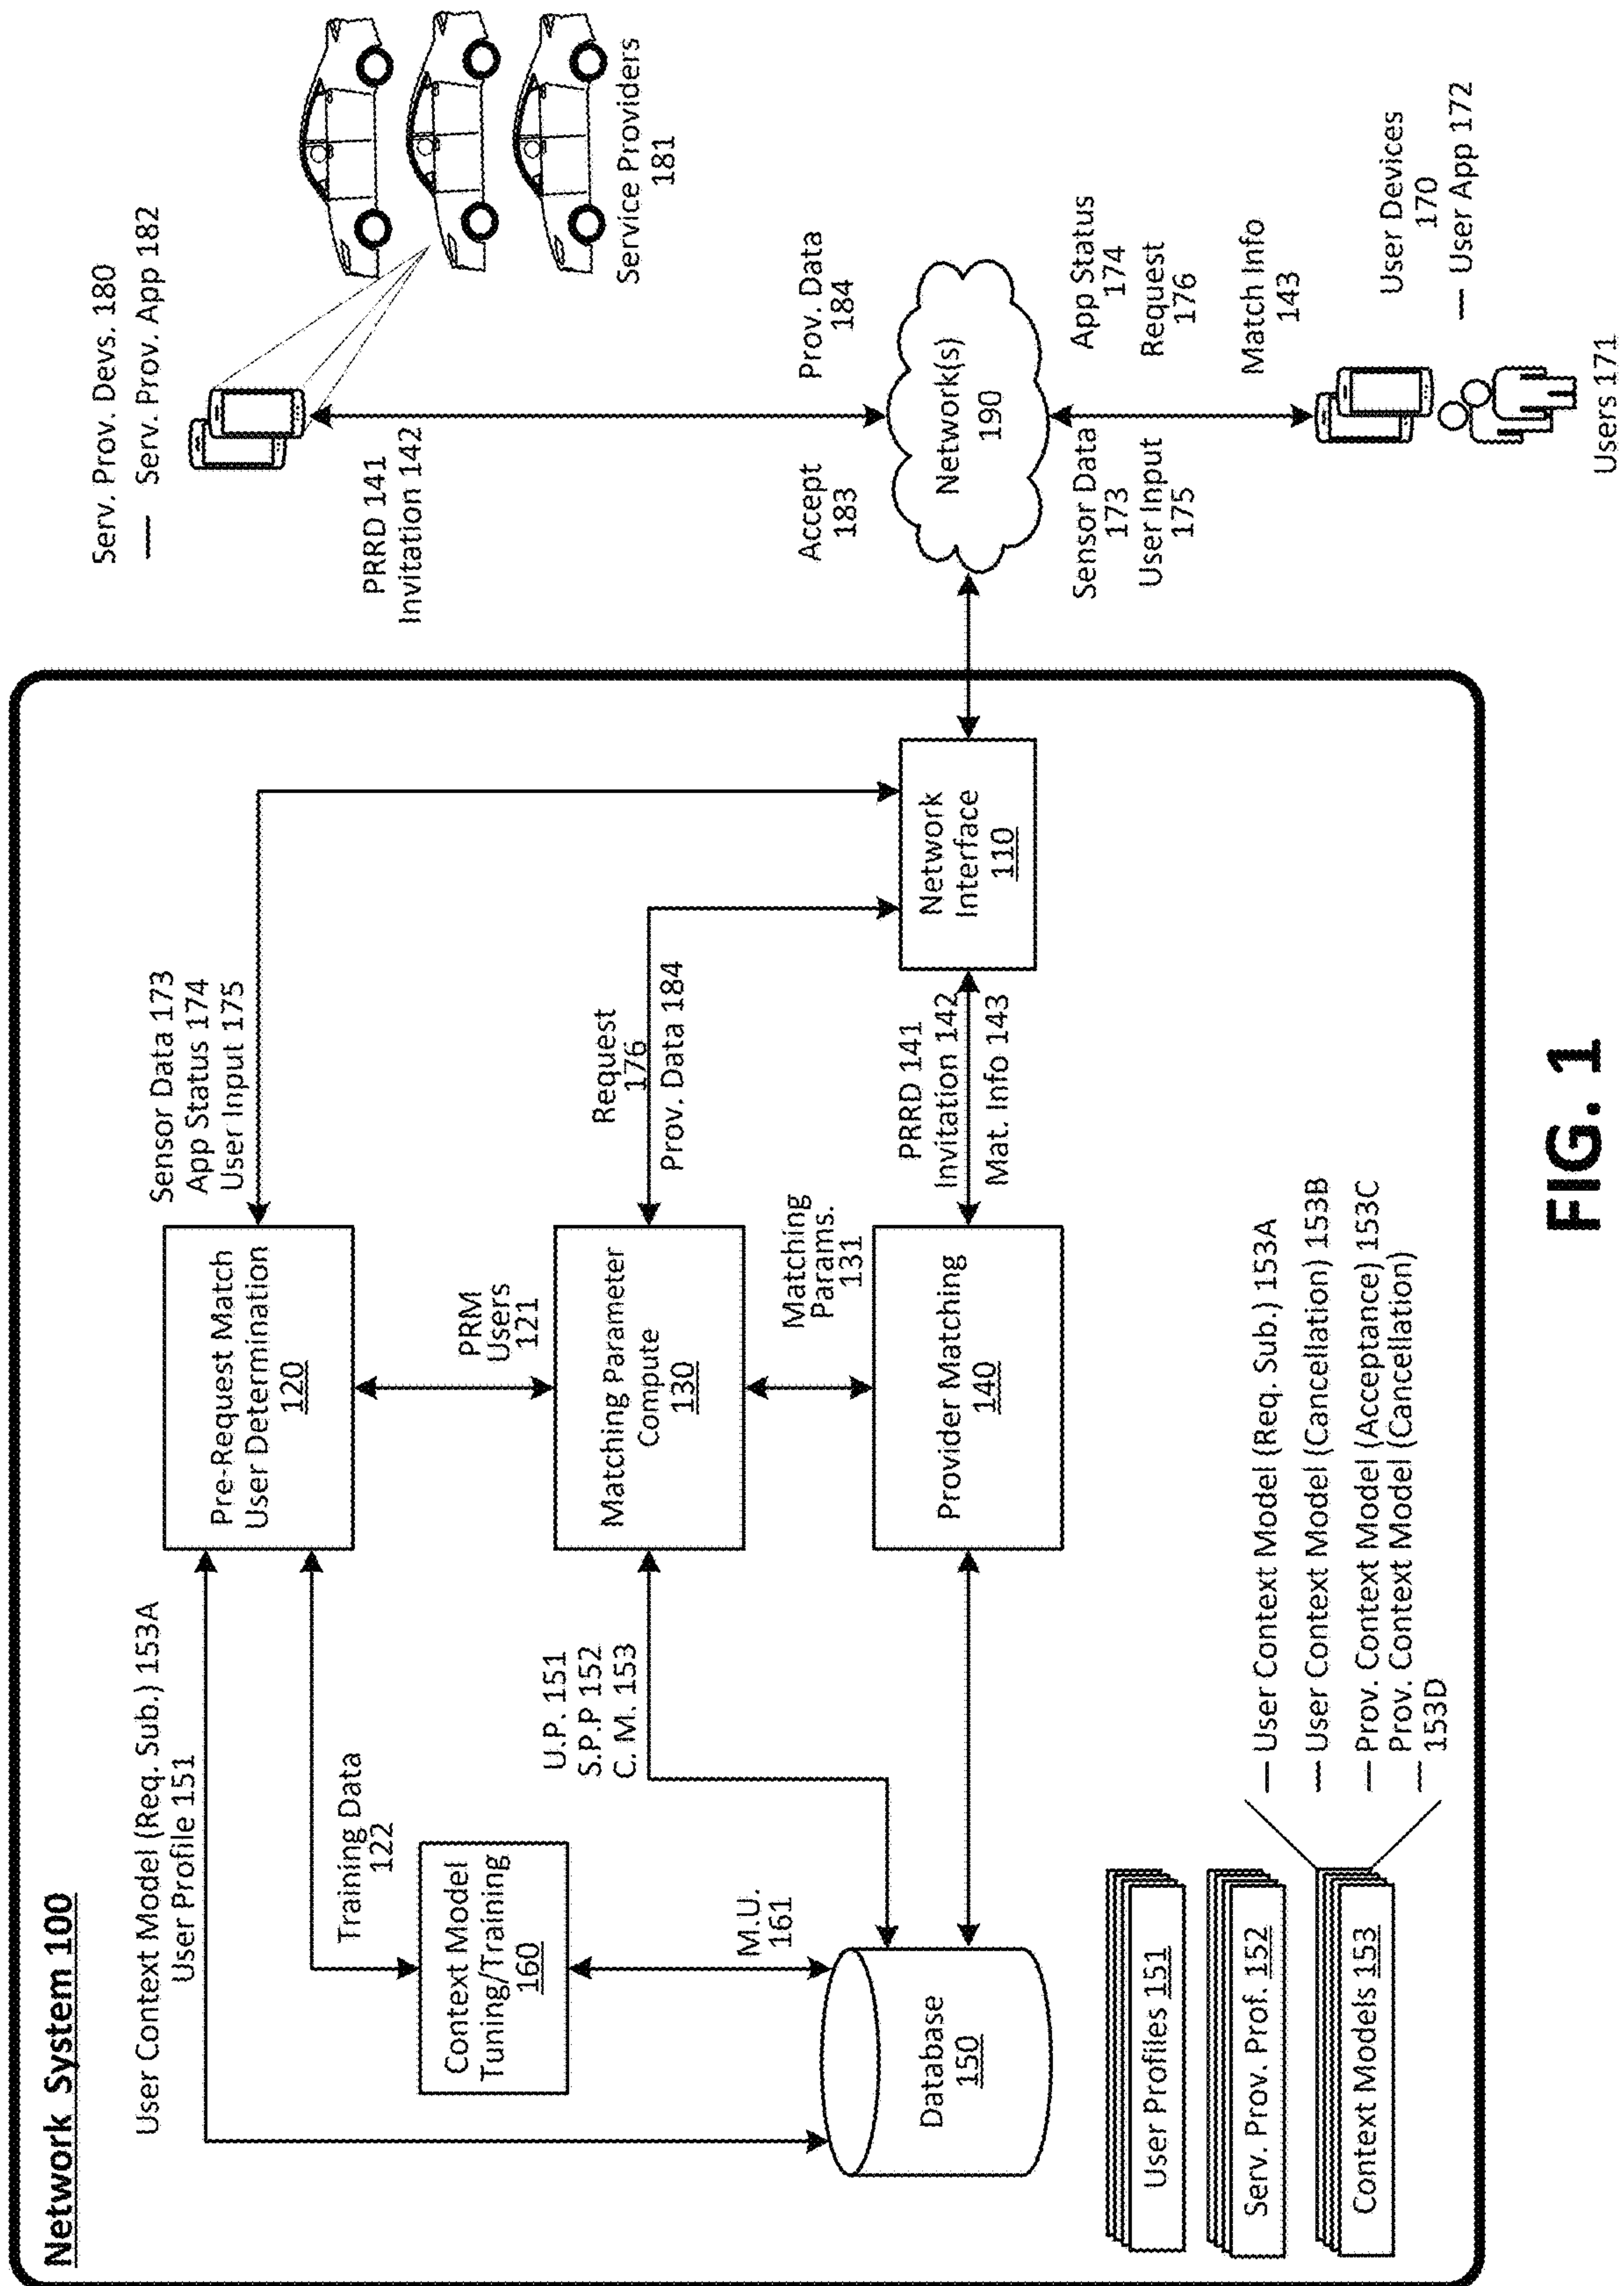 Network System 100
User Context Model (Req. Sub.) 153A
User Profile 151
Training Data
122
Context Model
Tuning/Training
160
M.U.
161
Database
150
U.P. 151
S.P.P 152
C. M. 153
Pre-Request Match
User Determination
120
PRM
Users
121
Matching Parameter
Compute
130
Matching
Params.
131
Provider Matching
140
Sensor Data 173
App Status 174
User Input 175
Request
176
Prov. Data 184
PRRD 141
Invitation 142
Mat. Info 143
Network
Interface
110
User Profiles 151
Serv. Prov. Prof. 152
Context Models 153
User Context Model (Req. Sub.) 153A
User Context Model (Cancellation) 153B
Prov. Context Model (Acceptance) 153C
Prov. Context Model (Cancellation)
153D
Serv. Prov. Devs. 180
Serv. Prov. App 182
PRRD 141
Invitation 142
Service Providers
181
Accept
183
Prov. Data
184
Network(s)
190
Sensor Data
173
User Input
175
App Status
174
Request
176
Match Info
143
User Devices
170
User App 172
Users 171
FIG. 1